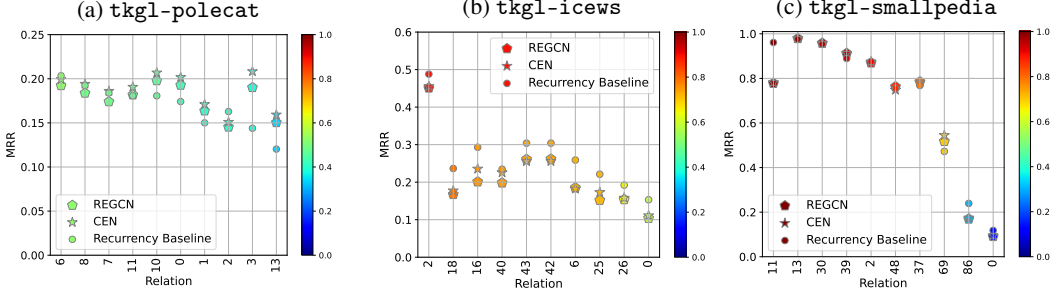 (a) tkgl-polecat
0.25
0.20
0.15
0.10
0.05
0.00
MRR
REGCN
CEN
Recurrency Baseline
6 8 7 11 10 0 1 2 3 13
Relation
1.0
0.8
0.6
0.4
0.2
0.0
(b) tkgl-icews
0.6
0.5
0.4
0.3
0.2
0.1
0.0
MRR
REGCN
CEN
Recurrency Baseline
2 18 16 40 43 42 6 25 26 0
Relation
1.0
0.8
0.6
0.4
0.2
0.0
(c) tkgl-smallpedia
1.0
0.8
0.6
0.4
0.2
0.0
MRR
REGCN
CEN
Recurrency Baseline
11 13 30 39 2 48 37 69 86 0
Relation
1.0
0.8
0.6
0.4
0.2
0.0